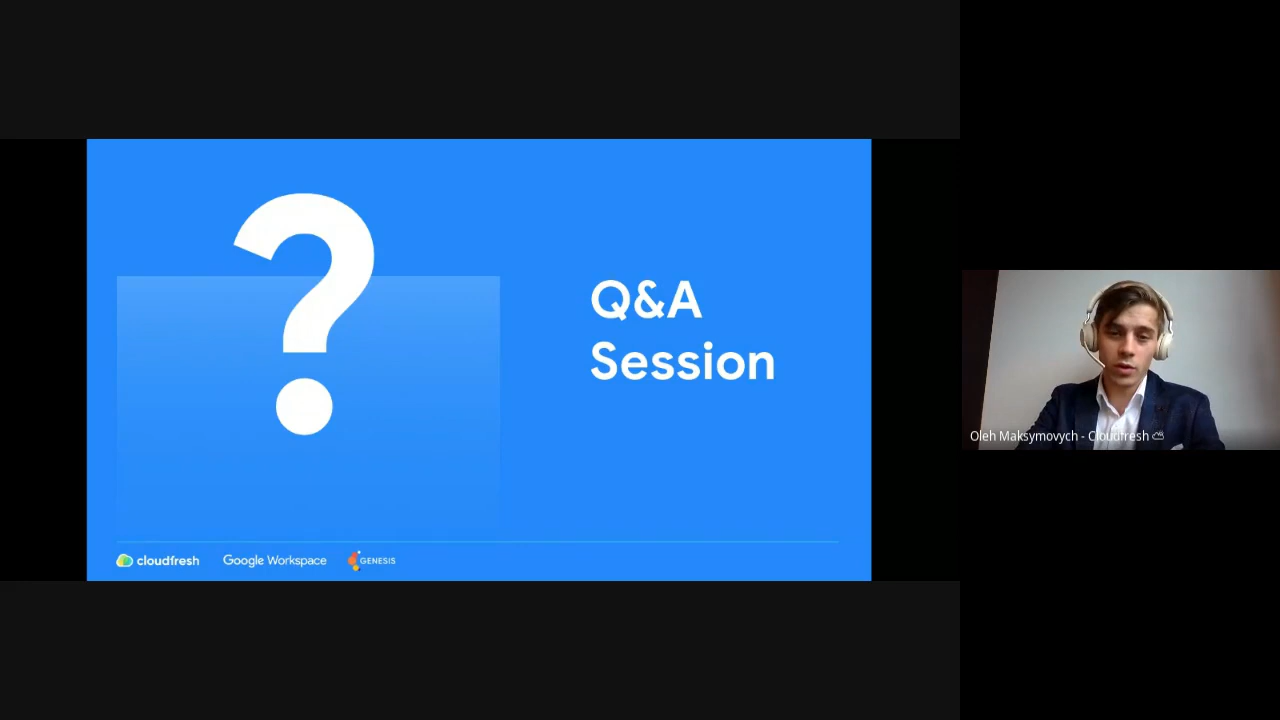 ?
Q&A
Session
cloudfresh
Google Workspace
GENESIS
Oleh Maksymovych - Cloudfresh